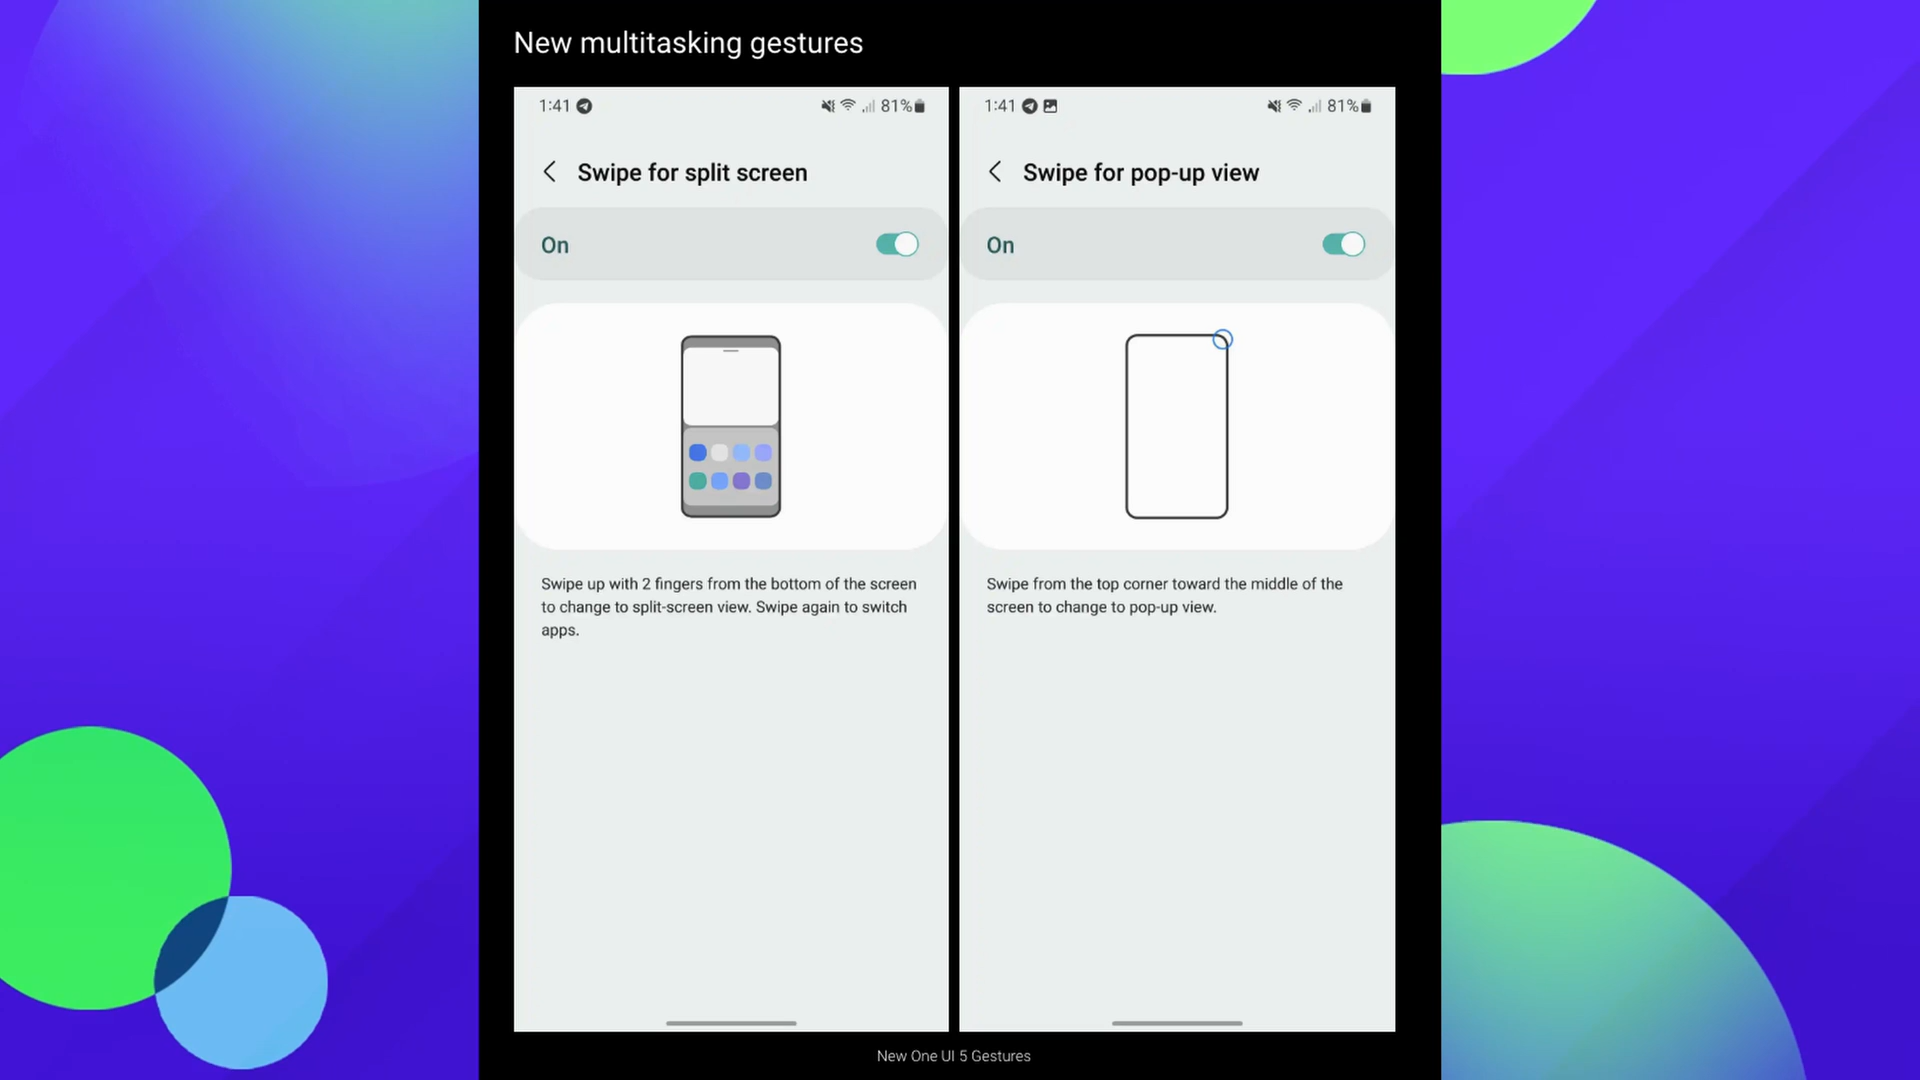 New multitasking gestures
1:41
81%
Swipe for split screen
On
Swipe up with 2 fingers from the bottom of the screen
to change to split-screen view. Swipe again to switch
apps.
1:41
81%
Swipe for pop-up view
On
Swipe from the top corner toward the middle of the
screen to change to pop-up view.
New One UI 5 Gestures